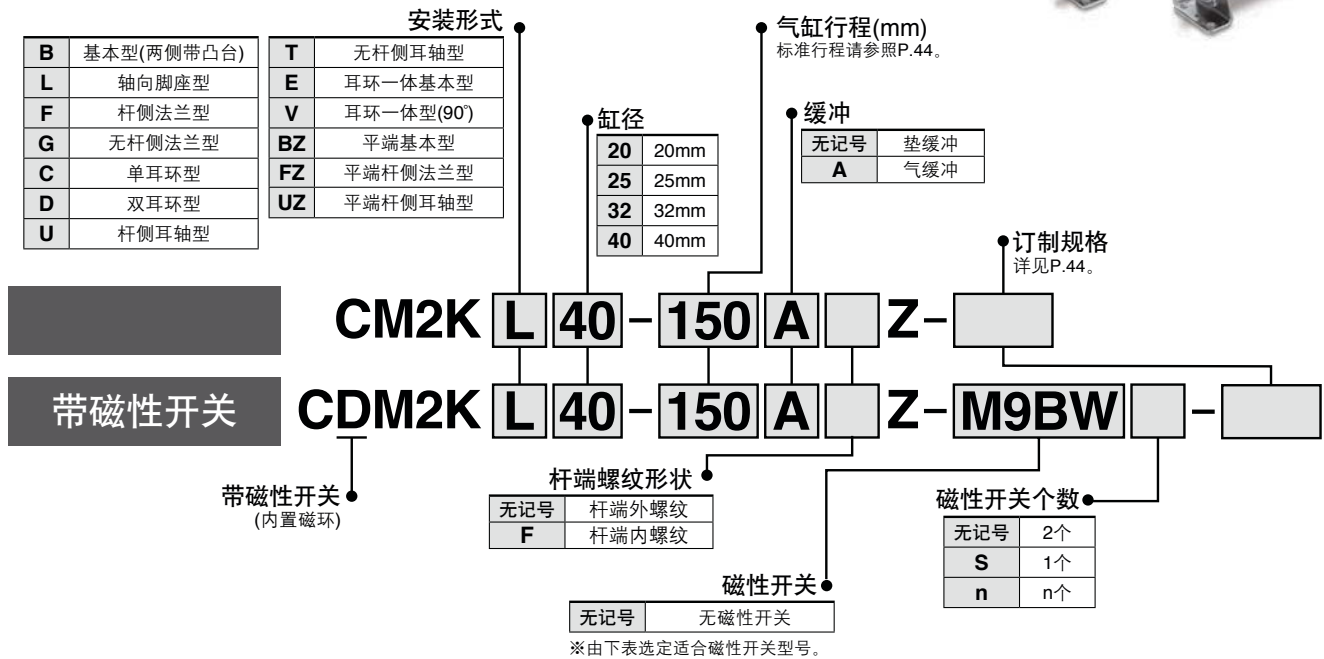 安装形式
B 基本型(两侧带凸台)
L 轴向脚座型
F 杆侧法兰型
G 无杆侧法兰型
C 单耳环型
D 双耳环型
U 杆侧耳轴型
T 无杆侧耳轴型
E 耳环一体基本型
V 耳环一体型(90°)
BZ 平端基本型
FZ 平端杆侧法兰型
UZ 平端杆侧耳轴型
缸径
20 20mm
25 25mm
32 32mm
40 40mm
气缸行程(mm)
标准行程请参照P.44。
缓冲
无记号 垫缓冲
A 气缓冲
订制规格
详见P.44。
CM2K L 40 - 150 A Z -
带磁性开关 CDM2K L 40 - 150 A Z - M9BW -
带磁性开关
(内置磁环)
杆端螺纹形状
无记号 杆端外螺纹
F 杆端内螺纹
磁性开关
无记号 无磁性开关
※由下表选定适合磁性开关型号。
磁性开关个数
无记号 2个
S 1个
n n个